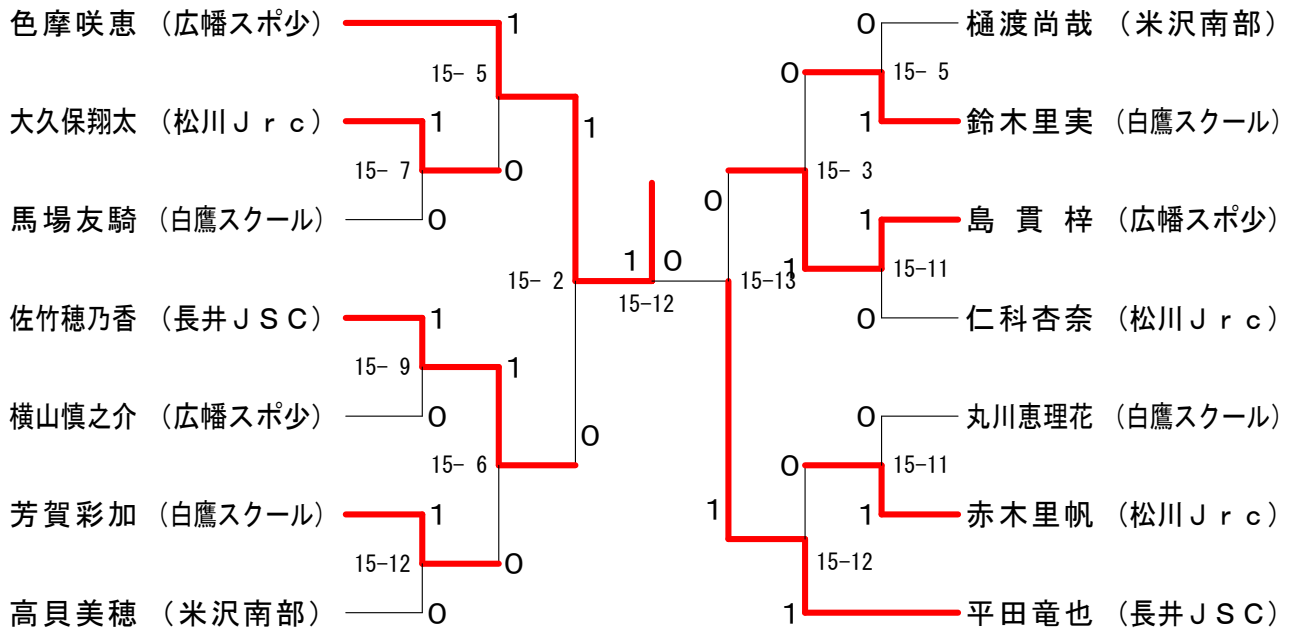 色摩咲恵 （広幡スポ少）
1
0
樋渡尚哉 （米沢南部）
15- 5
0
15- 5
大久保翔太 （松川Ｊｒｃ）
1
1
1
鈴木里実 （白鷹スクール）
15- 7
0
15- 3
0
馬場友騎 （白鷹スクール）
0
1
島貫梓 （広幡スポ少）
1
0
15- 2
15-12
15-13
1
15-11
佐竹穂乃香 （長井ＪＳＣ）
1
0
仁科杏奈 （松川Ｊｒｃ）
15- 9
1
横山慎之介 （広幡スポ少）
0
0
0
丸川恵理花 （白鷹スクール）
15- 6
0
15-11
芳賀彩加 （白鷹スクール）
1
1
1
赤木里帆 （松川Ｊｒｃ）
15-12
0
15-12
高貝美穂 （米沢南部）
0
1
平田竜也 （長井ＪＳＣ）